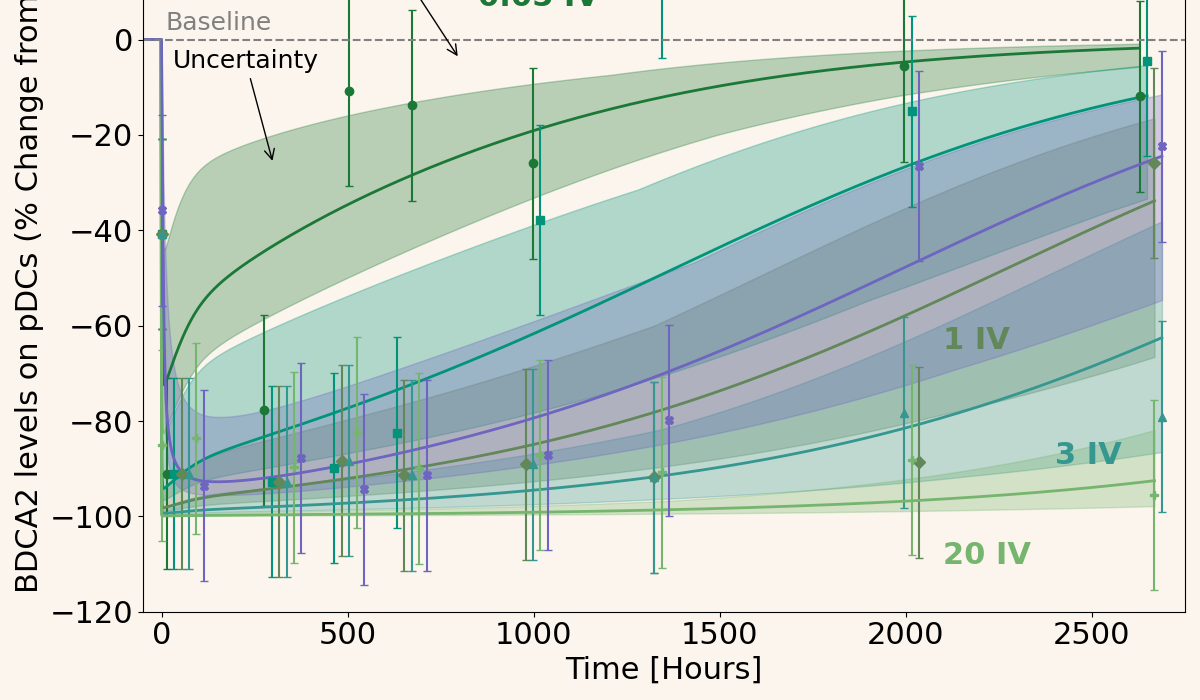 0.05 IV
Baseline
Uncertainty
1 IV
3 IV
20 IV
0
−20
−40
−60
−80
−100
−120
0
500
1000
1500
2000
2500
Time [Hours]
BDCA2 levels on pDCs (% Change from